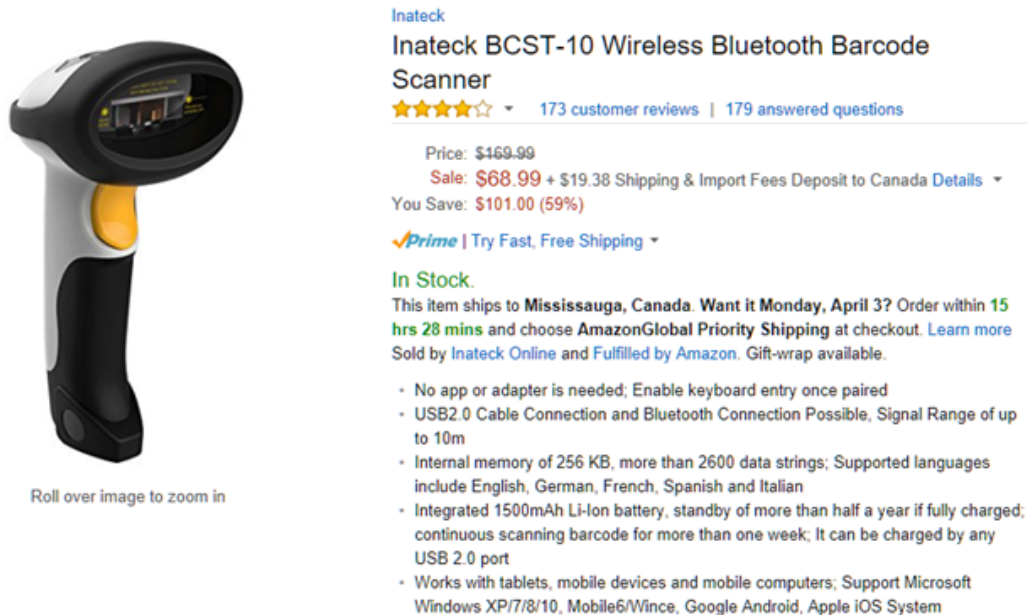 Inateck
Inateck BCST-10 Wireless Bluetooth Barcode
Scanner
173 customer reviews | 179 answered questions
Price: $169.99
Sale: $68.99 + $19.38 Shipping & Import Fees Deposit to Canada Details
You Save: $101.00 (59%)
Prime | Try Fast, Free Shipping
In Stock.
This item ships to Mississauga, Canada. Want it Monday, April 3? Order within 15
hrs 28 mins and choose AmazonGlobal Priority Shipping at checkout. Learn more
Sold by Inateck Online and Fulfilled by Amazon. Gift-wrap available.
• No app or adapter is needed; Enable keyboard entry once paired
• USB2.0 Cable Connection and Bluetooth Connection Possible, Signal Range of up
to 10m
• Internal memory of 256 KB, more than 2600 data strings; Supported languages
include English, German, French, Spanish and Italian
• Integrated 1500mAh Li-Ion battery, standby of more than half a year if fully charged;
continuous scanning barcode for more than one week; It can be charged by any
USB 2.0 port
• Works with tablets, mobile devices and mobile computers; Support Microsoft
Windows XP/7/8/10, Mobile6/Wince, Google Android, Apple iOS System
Roll over image to zoom in